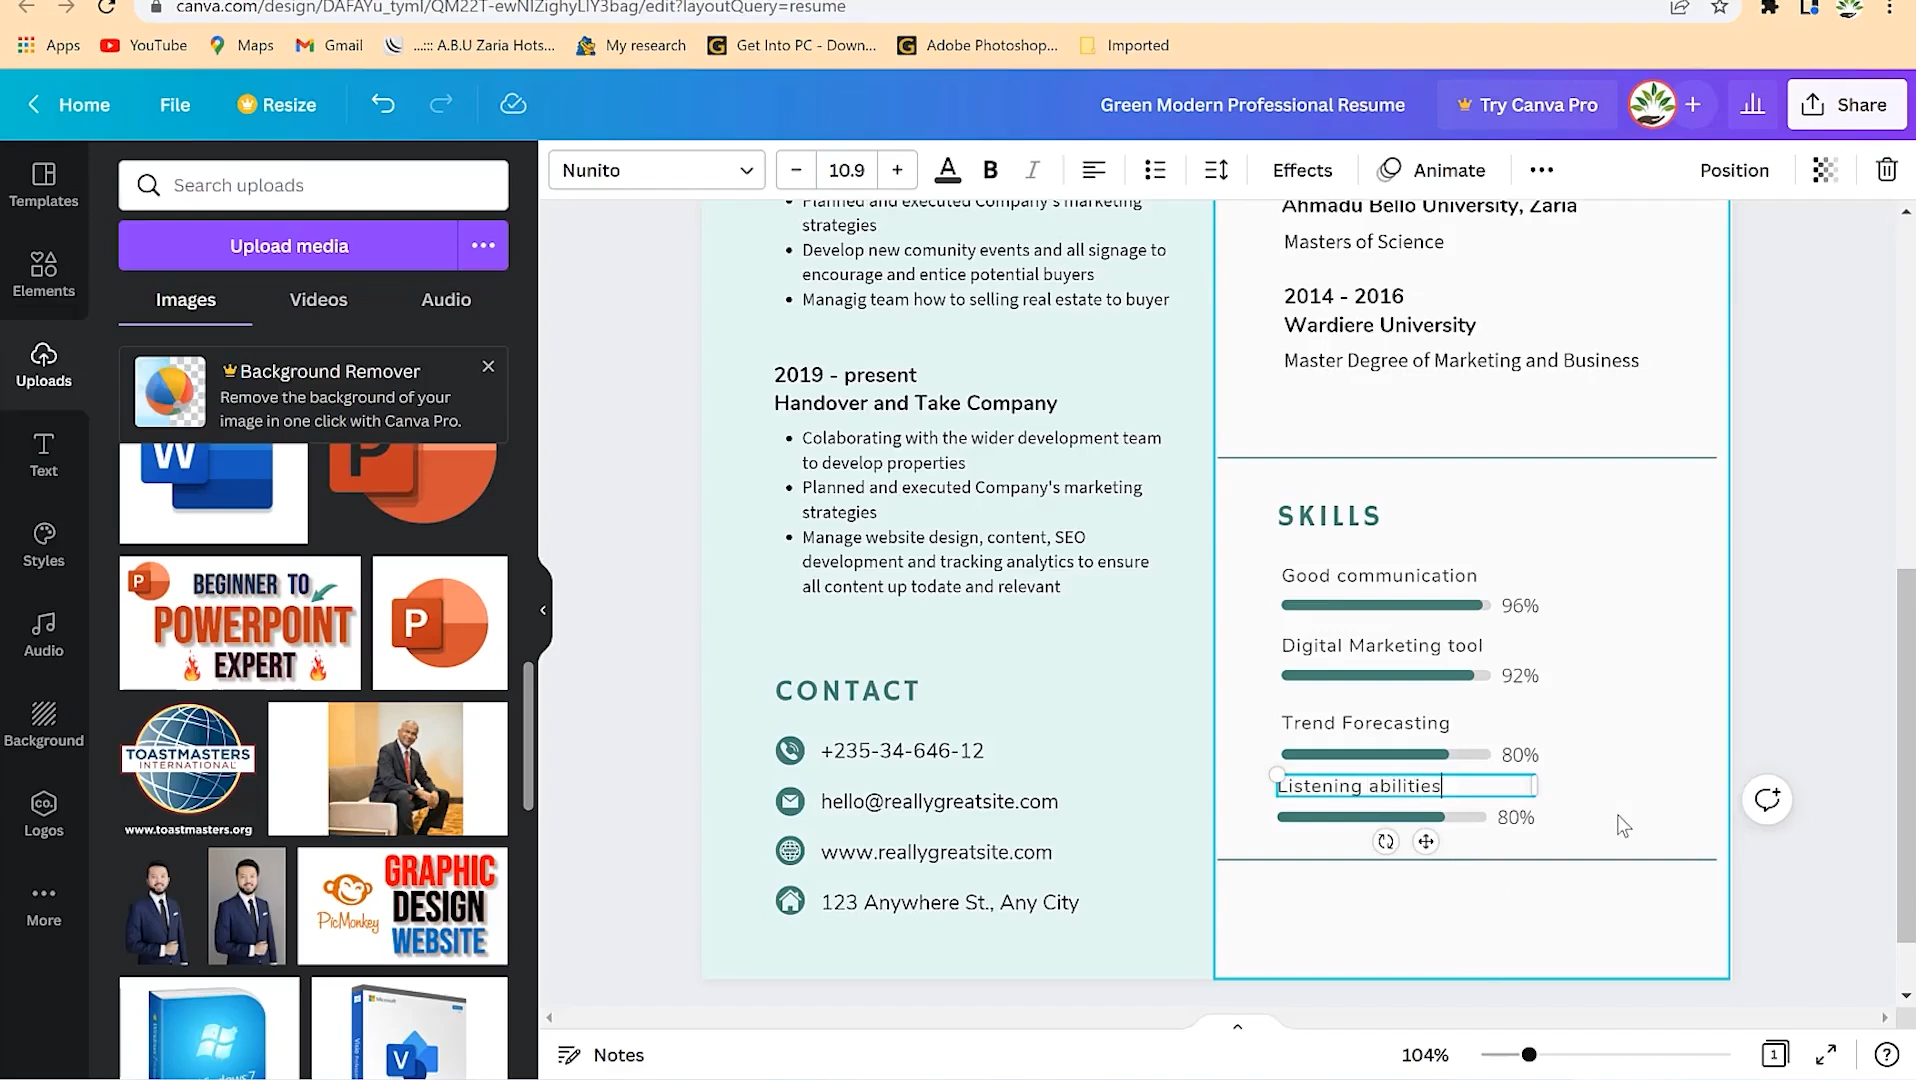 canva.com/design/DAFAYu_tymI/QM22T-ewNIZighyLIY3bag/edit?layoutQuery=resume
Apps
YouTube
Maps
Gmail
...::: A.B.U Zaria Hots...
My research
Get Into PC - Down...
Adobe Photoshop...
Imported
Home
File
Resize
Green Modern Professional Resume
Try Canva Pro
Share
Templates
Elements
Uploads
Text
Styles
Audio
Background
Logos
More
Search uploads
Upload media
Images
Videos
Audio
Background Remover
Remove the background of your
image in one click with Canva Pro.
W
P
BEGINNER TO
POWERPOINT
EXPERT
P
P
TOASTMASTERS
INTERNATIONAL
www.toastmasters.org
PicMonkey
GRAPHIC
DESIGN
WEBSITE
Microsoft
V
CO.
Nunito
10.9
A
B
I
Effects
Animate
Position
Planned and executed Company's marketing
strategies
Develop new comunity events and all signage to
encourage and entice potential buyers
Managig team how to selling real estate to buyer
2019 - present
Handover and Take Company
Colaborating with the wider development team
to develop properties
Planned and executed Company's marketing
strategies
Manage website design, content, SEO
development and tracking analytics to ensure
all content up todate and relevant
CONTACT
+235-34-646-12
hello@reallygreatsite.com
www.reallygreatsite.com
123 Anywhere St., Any City
Ahmadu Bello University, Zaria
Masters of Science
2014 - 2016
Wardiere University
Master Degree of Marketing and Business
SKILLS
Good communication
96%
Digital Marketing tool
92%
Trend Forecasting
80%
Listening abilities
80%
Notes
104%
1